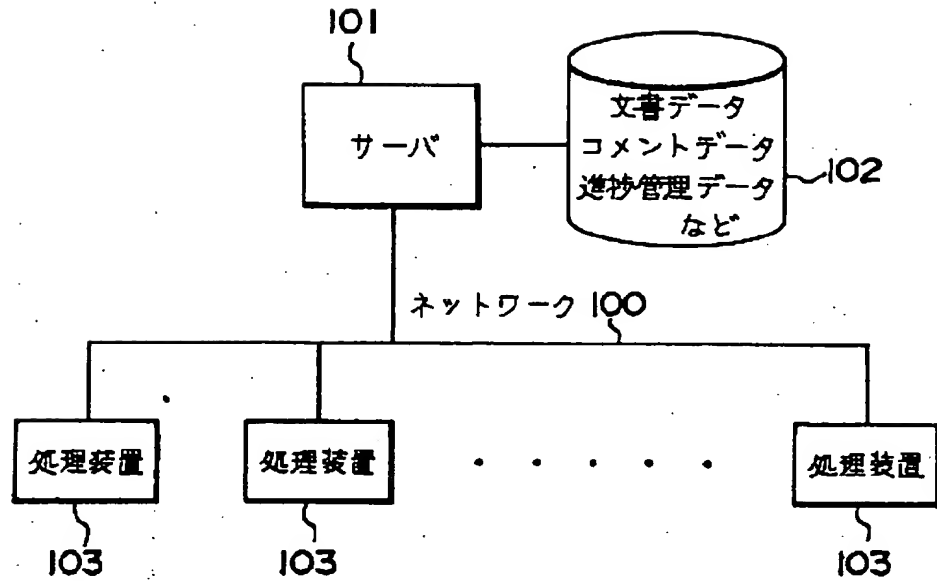 101
サーバ
文書データ
コメントデータ
進捗管理データ
など
102
ネットワーク 100
処理装置
処理装置
処理装置
103
103
103